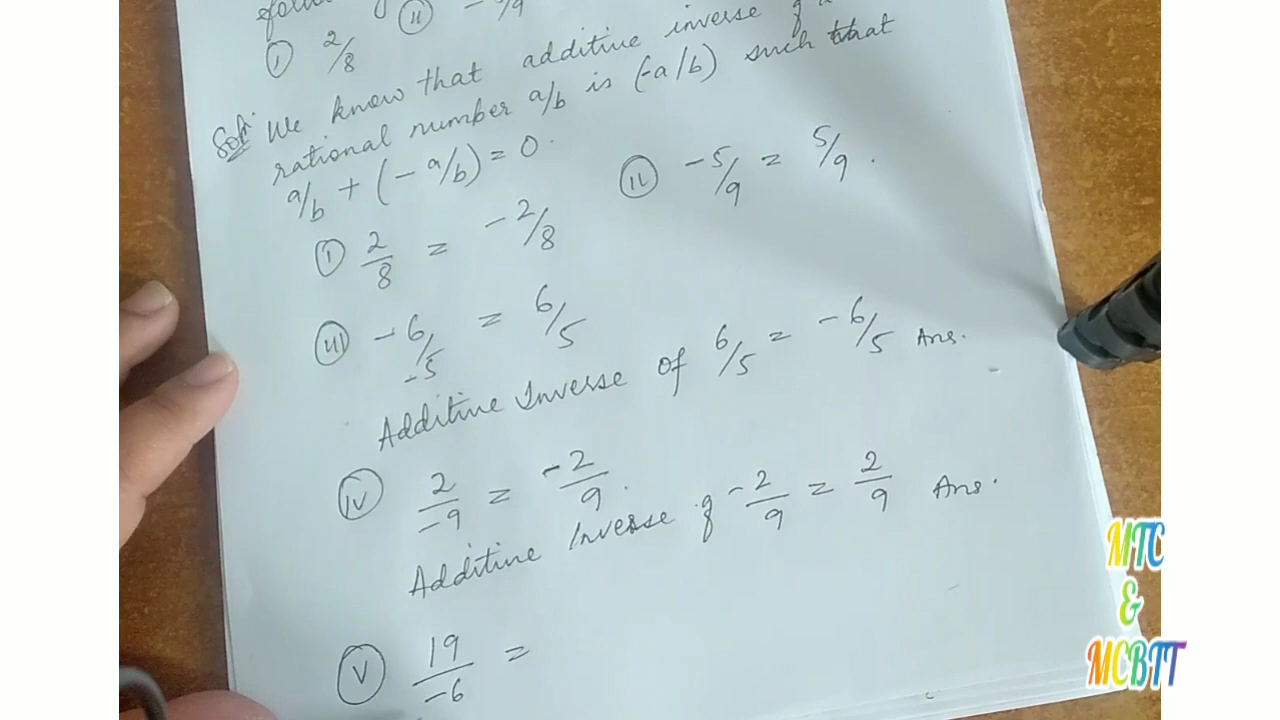 (i) 2/8 (ii) -5/9
Soln: We know that additive inverse of a
rational number a/b is (-a/b) such that
a/b + (- a/b) = 0.
(i) 2/8 = -2/8 (ii) -5/9 = 5/9.
(iii) -6/-5 = 6/5
Additive Inverse of 6/5 = -6/5 Ans.
(iv) 2/-9 = -2/9.
Additive Inverse of -2/9 = 2/9 Ans.
(v) 19/-6 =
MTC
&
MCBTT